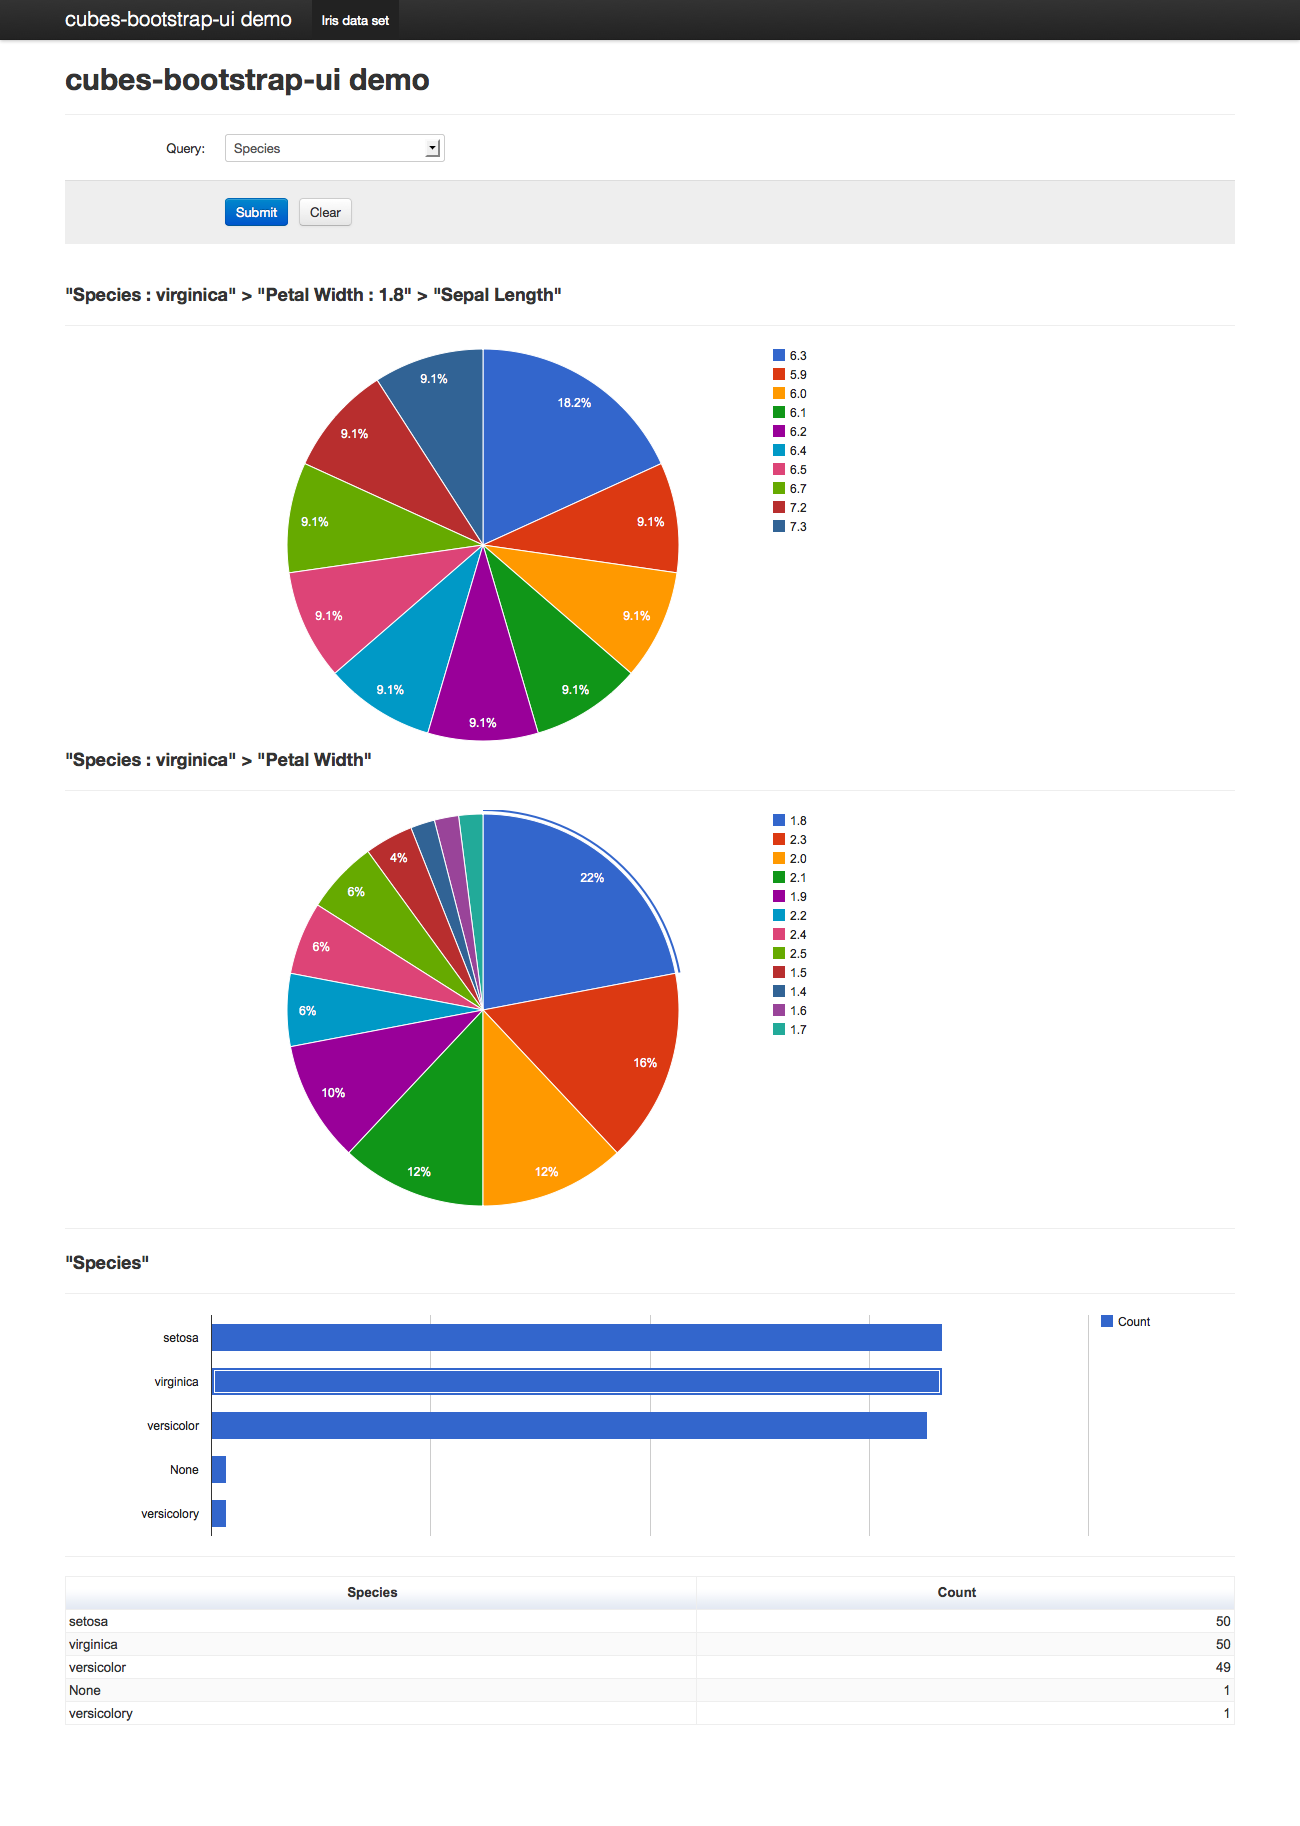 cubes-bootstrap-ui demo Iris data set
cubes-bootstrap-ui demo
Query: Species
Submit Clear
"Species : virginica" > "Petal Width : 1.8" > "Sepal Length"
9.1%
18.2%
9.1%
9.1%
9.1%
9.1%
9.1%
9.1%
9.1%
9.1%
6.3
5.9
6.0
6.1
6.2
6.4
6.5
6.7
7.2
7.3
"Species : virginica" > "Petal Width"
4%
22%
6%
6%
6%
16%
10%
12%
12%
1.8
2.3
2.0
2.1
1.9
2.2
2.4
2.5
1.5
1.4
1.6
1.7
"Species"
setosa
virginica
versicolor
None
versicolory
Count
Species Count
setosa 50
virginica 50
versicolor 49
None 1
versicolory 1